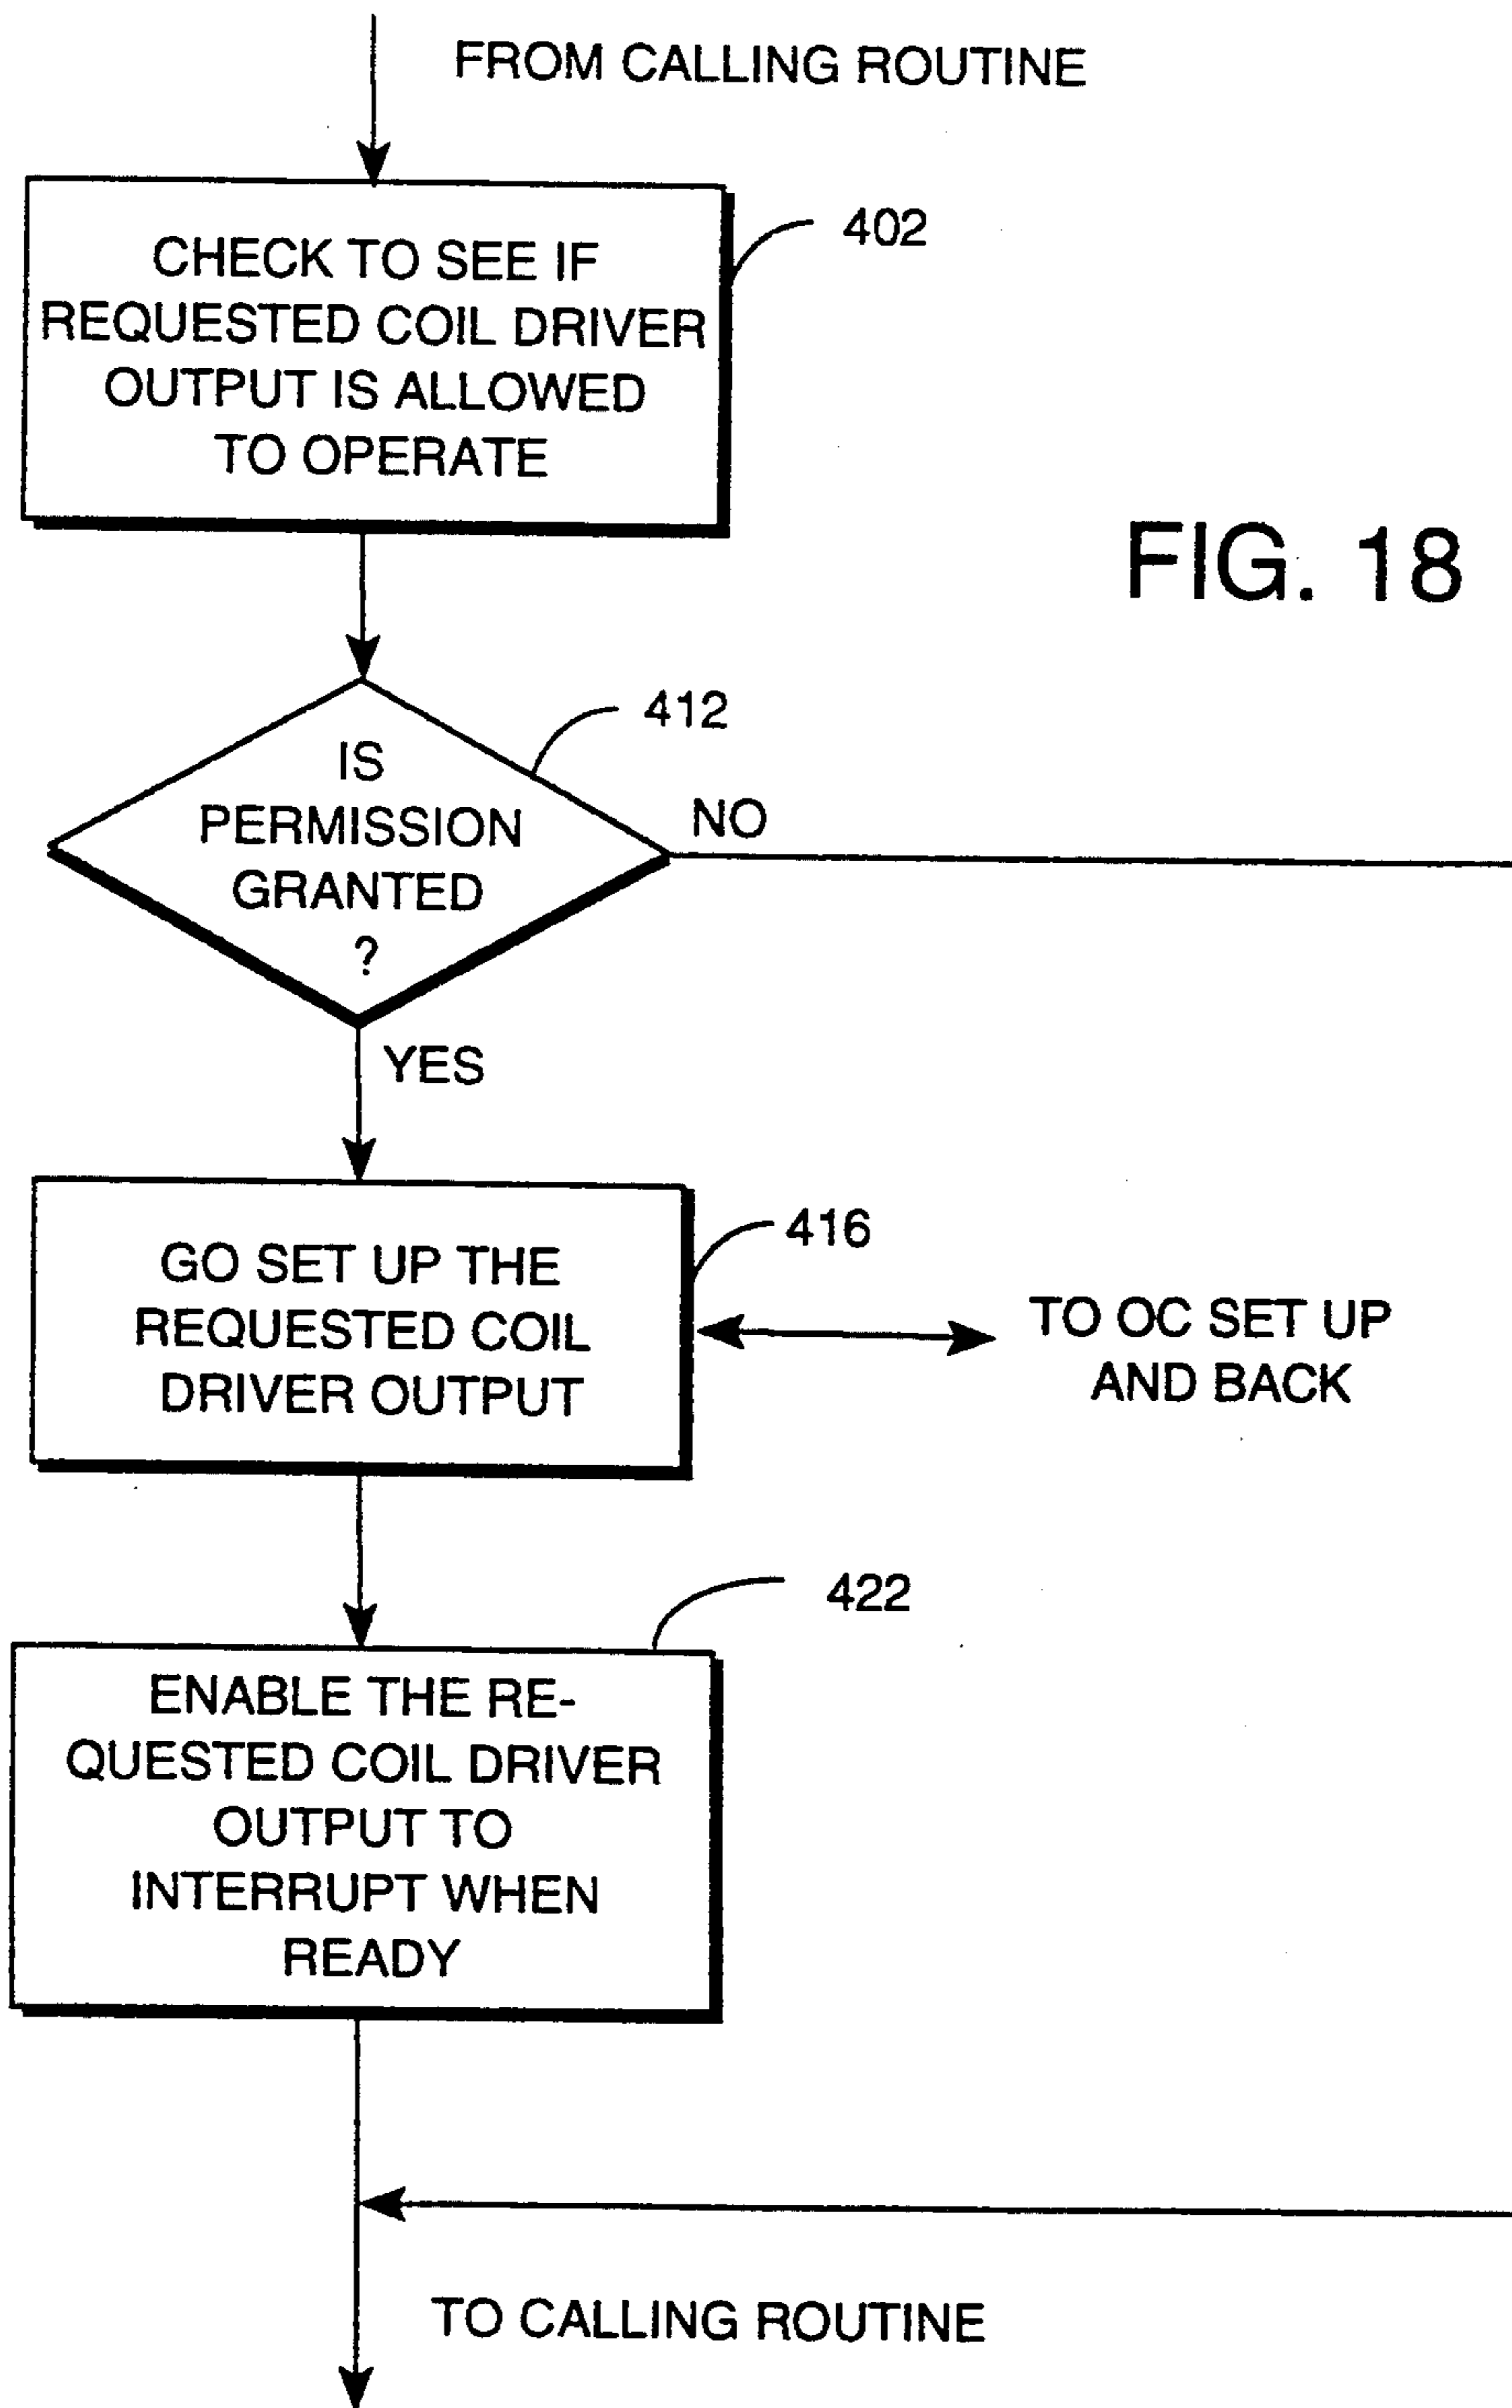 FROM CALLING ROUTINE
CHECK TO SEE IF
REQUESTED COIL DRIVER
OUTPUT IS ALLOWED
TO OPERATE
402
FIG. 18
412
IS
PERMISSION
GRANTED
?
NO
YES
416
GO SET UP THE
REQUESTED COIL
DRIVER OUTPUT
TO OC SET UP
AND BACK
422
ENABLE THE RE-
QUESTED COIL DRIVER
OUTPUT TO
INTERRUPT WHEN
READY
TO CALLING ROUTINE